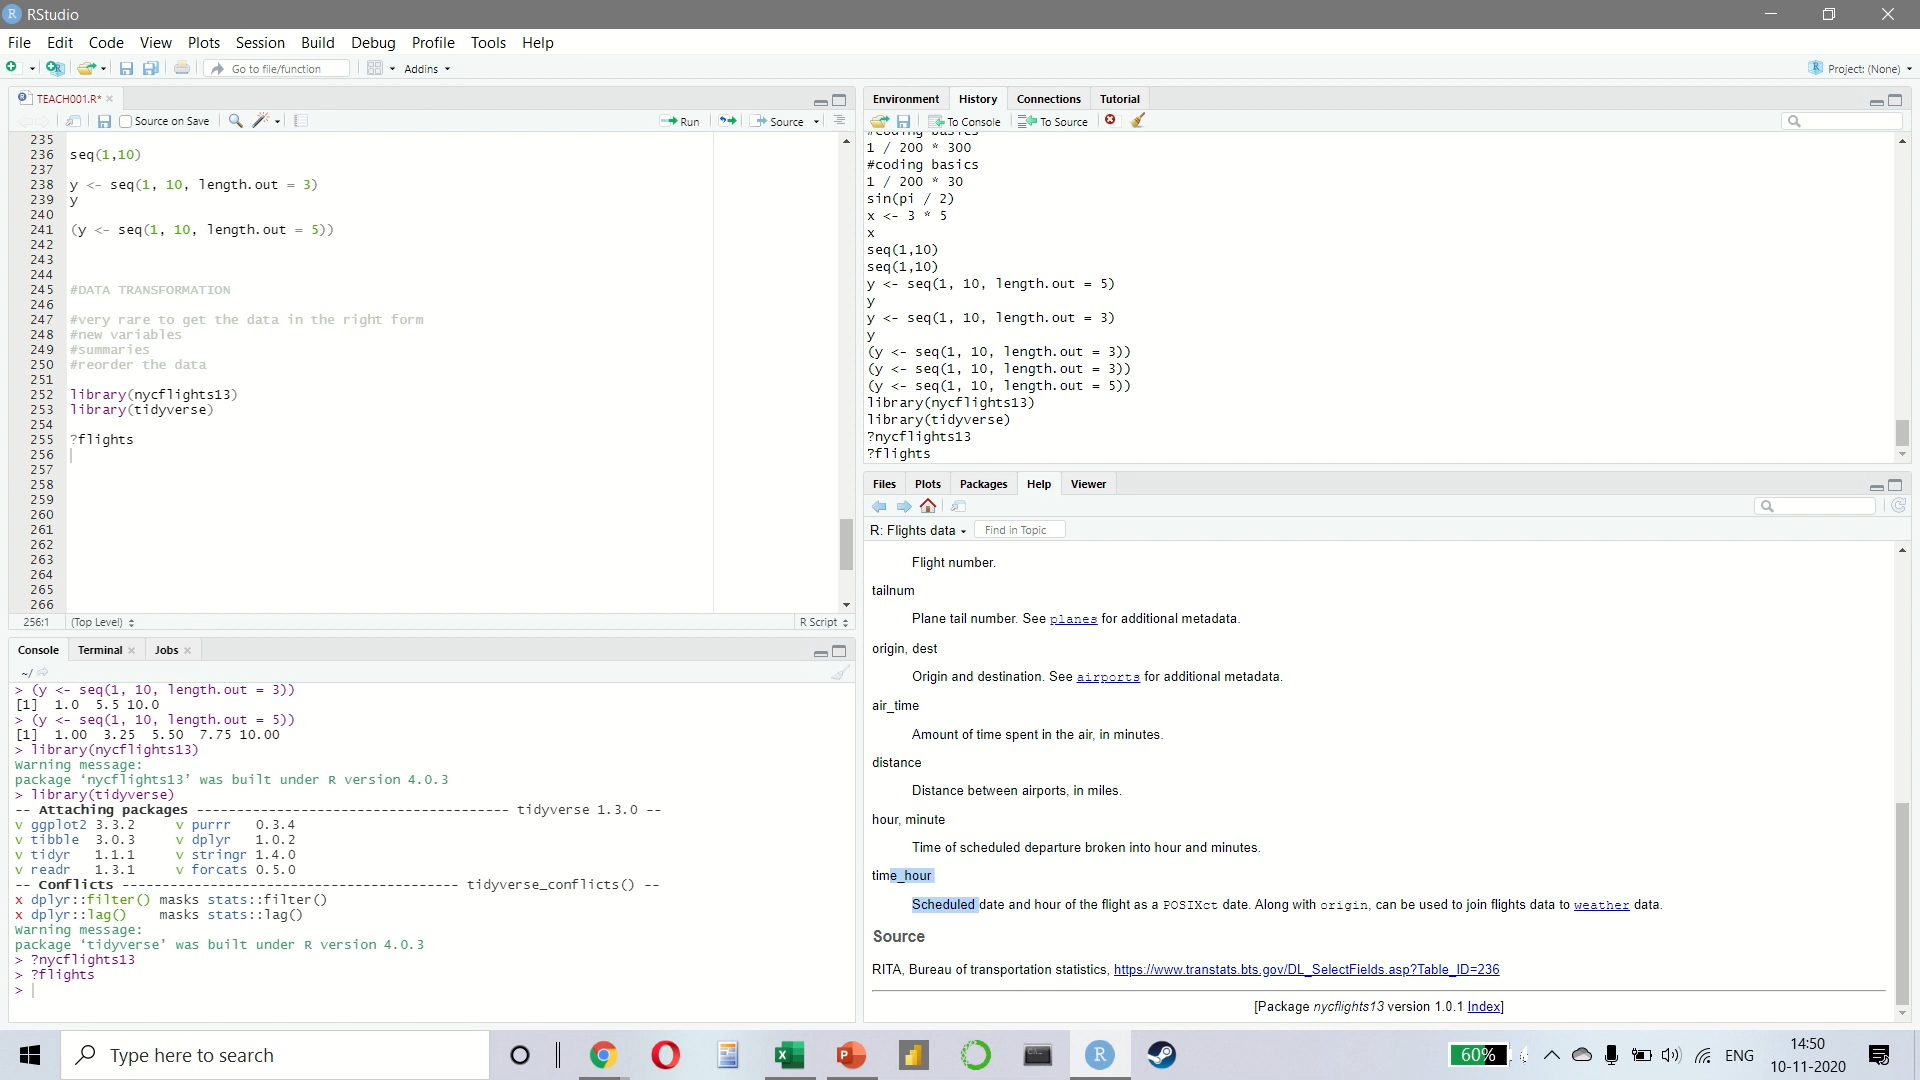 RStudio
File Edit Code View Plots Session Build Debug Profile Tools Help
Go to file/function Addins Project: (None)
TEACH001.R*
Source on Save Run Source
235
236 seq(1,10)
237
238 y <- seq(1, 10, length.out = 3)
239 y
240
241 (y <- seq(1, 10, length.out = 5))
242
243
244
245 #DATA TRANSFORMATION
246
247 #very rare to get the data in the right form
248 #new variables
249 #summaries
250 #reorder the data
251
252 library(nycflights13)
253 library(tidyverse)
254
255 ?flights
256
257
258
259
260
261
262
263
264
265
266
256:1 (Top Level) R Script
Console Terminal Jobs
~/
> (y <- seq(1, 10, length.out = 3))
[1] 1.0 5.5 10.0
> (y <- seq(1, 10, length.out = 5))
[1] 1.00 3.25 5.50 7.75 10.00
> library(nycflights13)
Warning message:
package ‘nycflights13’ was built under R version 4.0.3
> library(tidyverse)
-- Attaching packages --------------------------------------- tidyverse 1.3.0 --
v ggplot2 3.3.2 v purrr 0.3.4
v tibble 3.0.3 v dplyr 1.0.2
v tidyr 1.1.1 v stringr 1.4.0
v readr 1.3.1 v forcats 0.5.0
-- Conflicts ------------------------------------------ tidyverse_conflicts() --
x dplyr::filter() masks stats::filter()
x dplyr::lag() masks stats::lag()
Warning message:
package ‘tidyverse’ was built under R version 4.0.3
> ?nycflights13
> ?flights
>
Environment History Connections Tutorial
To Console To Source
#coding basics
1 / 200 * 300
#coding basics
1 / 200 * 30
sin(pi / 2)
x <- 3 * 5
x
seq(1,10)
seq(1,10)
y <- seq(1, 10, length.out = 5)
y
y <- seq(1, 10, length.out = 3)
y
(y <- seq(1, 10, length.out = 3))
(y <- seq(1, 10, length.out = 3))
(y <- seq(1, 10, length.out = 5))
library(nycflights13)
library(tidyverse)
?nycflights13
?flights
Files Plots Packages Help Viewer
R: Flights data Find in Topic
Flight number.
tailnum
Plane tail number. See planes for additional metadata.
origin, dest
Origin and destination. See airports for additional metadata.
air_time
Amount of time spent in the air, in minutes.
distance
Distance between airports, in miles.
hour, minute
Time of scheduled departure broken into hour and minutes.
time_hour
Scheduled date and hour of the flight as a POSIXct date. Along with origin, can be used to join flights data to weather data.
Source
RITA, Bureau of transportation statistics, https://www.transtats.bts.gov/DL_SelectFields.asp?Table_ID=236
[Package nycflights13 version 1.0.1 Index]
Type here to search
60% ENG
14:50
10-11-2020